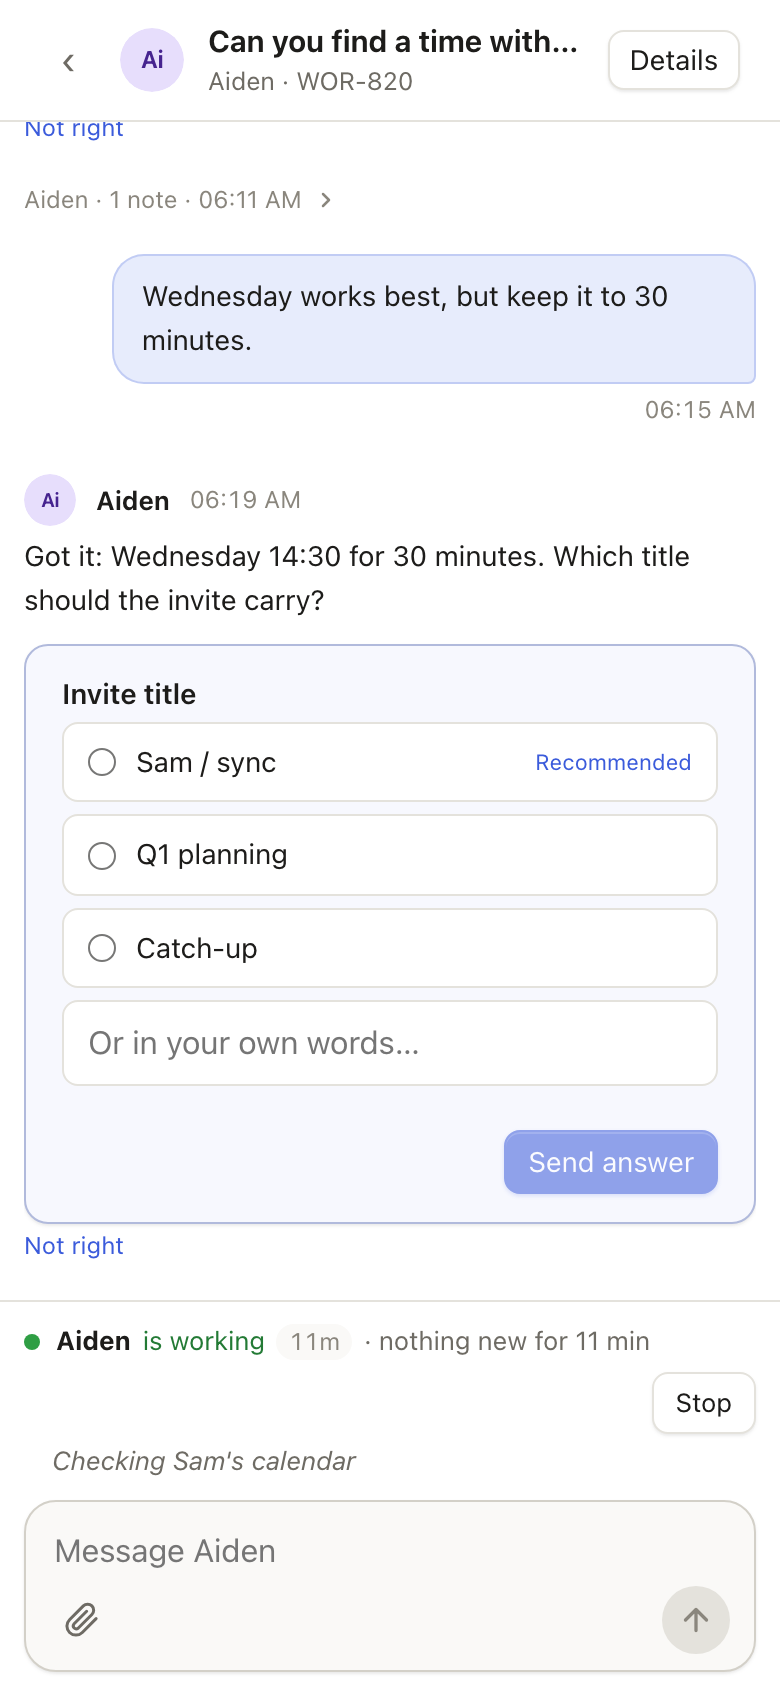 Ai
Can you find a time with...
Details
Aiden · WOR-820
Not right
Aiden · 1 note · 06:11 AM
Wednesday works best, but keep it to 30
minutes.
06:15 AM
Ai
Aiden 06:19 AM
Got it: Wednesday 14:30 for 30 minutes. Which title
should the invite carry?
Invite title
Sam / sync Recommended
Q1 planning
Catch-up
Or in your own words...
Send answer
Not right
Aiden is working 11m · nothing new for 11 min
Stop
Checking Sam's calendar
Message Aiden